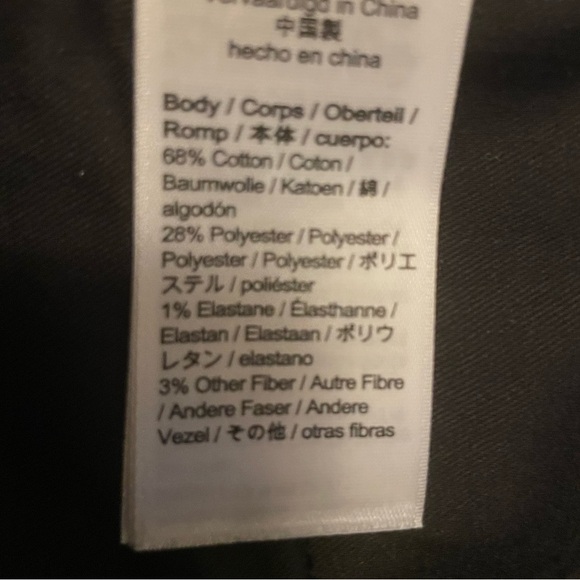 Vervaardigd in China
中国製
hecho en china
Body / Corps / Oberteil /
Romp / 本体 / cuerpo:
68% Cotton / Coton /
Baumwolle / Katoen / 綿 /
algodón
28% Polyester / Polyester /
Polyester / Polyester / ポリエ
ステル / poliéster
1% Elastane / Élasthanne /
Elastan / Elastaan / ポリウ
レタン / elastano
3% Other Fiber / Autre Fibre
/ Andere Faser / Andere
Vezel / その他 / otras fibras